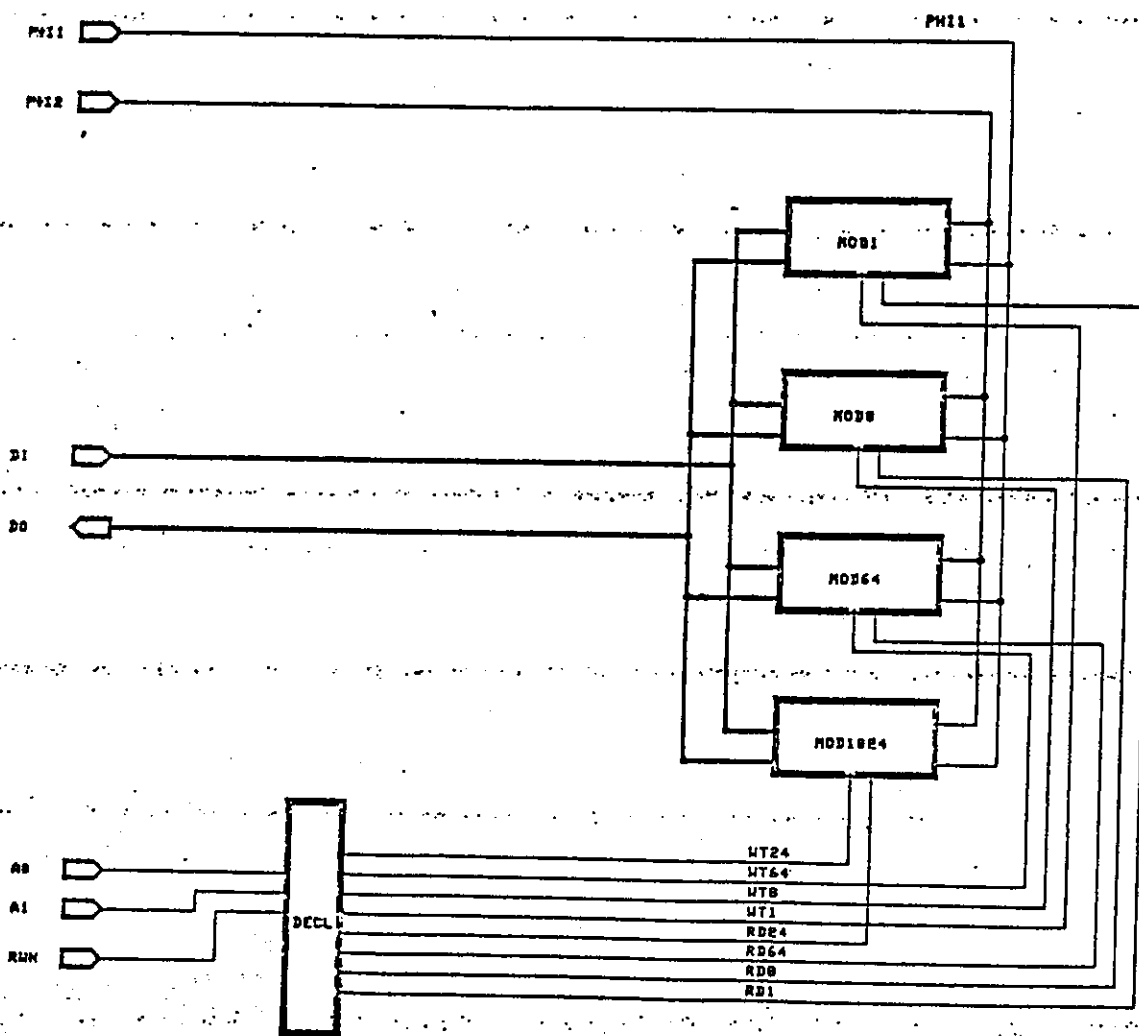 PHI1
PHI1
PHI2
MOD1
MOD8
DI
DO
MOD64
MOD1024
A0
A1
RWN
DECL
WT24
WT64
WT8
WT1
RD24
RD64
RD8
RD1